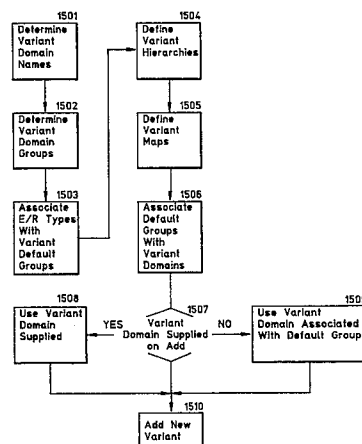 1501
Determine
Variant
Domain
Names
1502
Determine
Variant
Domain
Groups
1503
Associate
E/R Types
With
Variant
Default
Groups
1504
Define
Variant
Hierarchies
1505
Define
Variant
Maps
1506
Associate
Default
Groups
With
Variant
Domains
1507
Variant
Domain Supplied
on Add
YES
NO
1508
Use Variant
Domain
Supplied
150
Use Variant
Domain Associated
With Default Group
1510
Add New
Variant